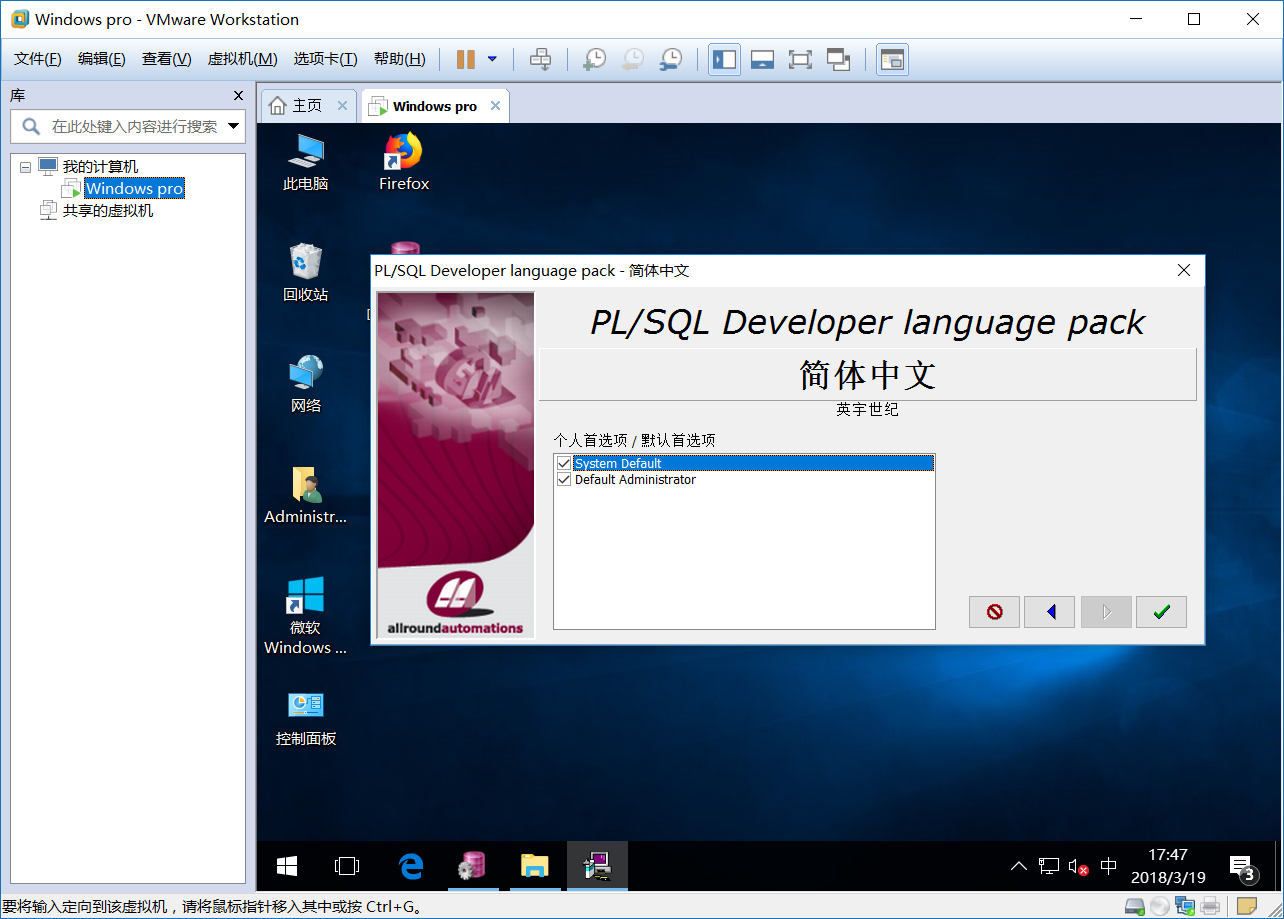 Windows pro - VMware Workstation
文件(F) 编辑(E) 查看(V) 虚拟机(M) 选项卡(T) 帮助(H)
库
在此处键入内容进行搜索
我的计算机
Windows pro
共享的虚拟机
主页
Windows pro
此电脑
Firefox
回收站
网络
Administr...
微软
Windows ...
控制面板
PL/SQL Developer language pack - 简体中文
PL/SQL Developer language pack
简体中文
英宇世纪
个人首选项 / 默认首选项
System Default
Default Administrator
allroundautomations
中
17:47
2018/3/19
3
要将输入定向到该虚拟机，请将鼠标指针移入其中或按 Ctrl+G。